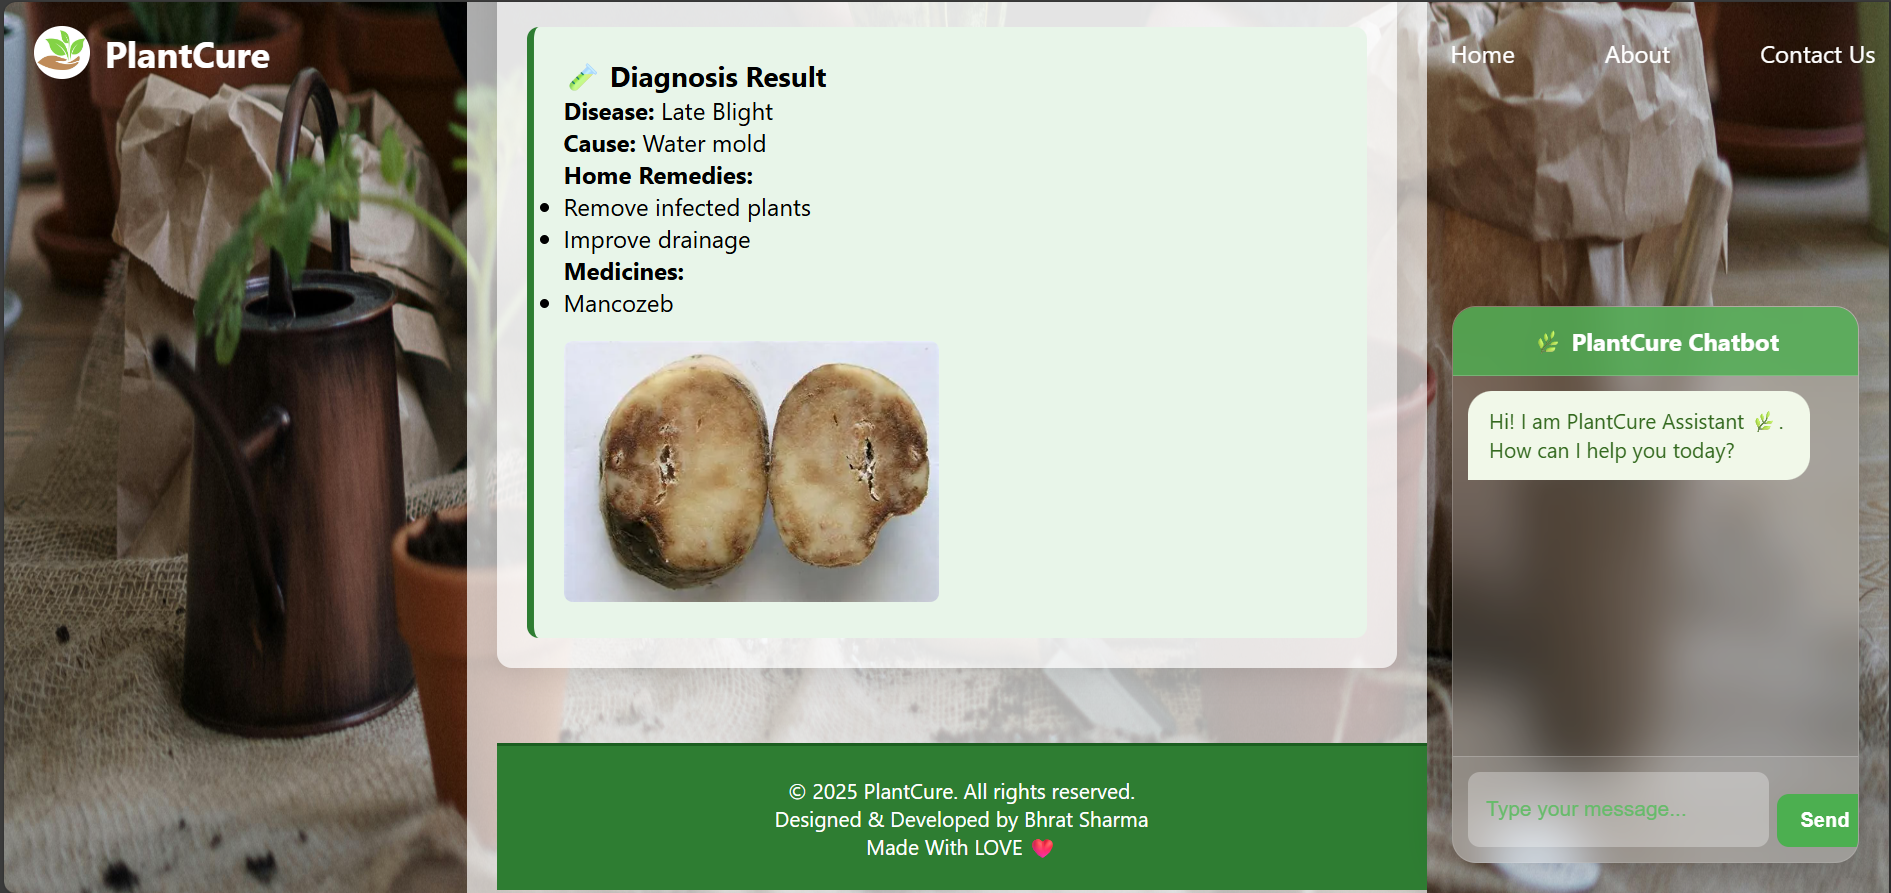 PlantCure
Home
About
Contact Us
Diagnosis Result
Disease: Late Blight
Cause: Water mold
Home Remedies:
Remove infected plants
Improve drainage
Medicines:
Mancozeb
🌿 PlantCure Chatbot
Hi! I am PlantCure Assistant 🌿 .
How can I help you today?
Type your message...
Send
© 2025 PlantCure. All rights reserved.
Designed & Developed by Bhrat Sharma
Made With LOVE ❤️